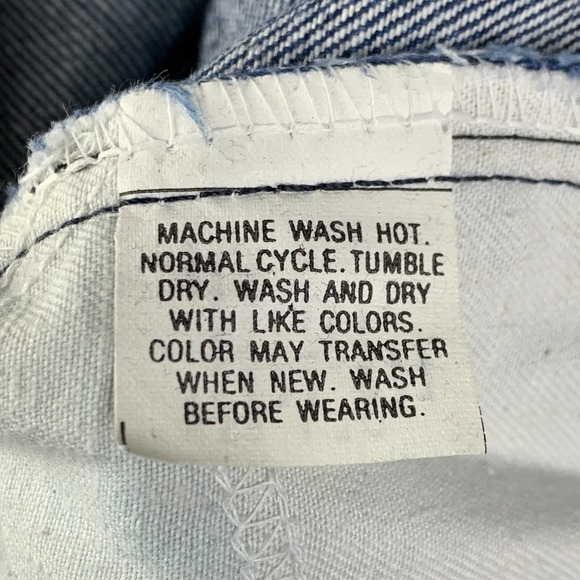 MACHINE WASH HOT.
NORMAL CYCLE. TUMBLE
DRY. WASH AND DRY
WITH LIKE COLORS.
COLOR MAY TRANSFER
WHEN NEW. WASH
BEFORE WEARING.